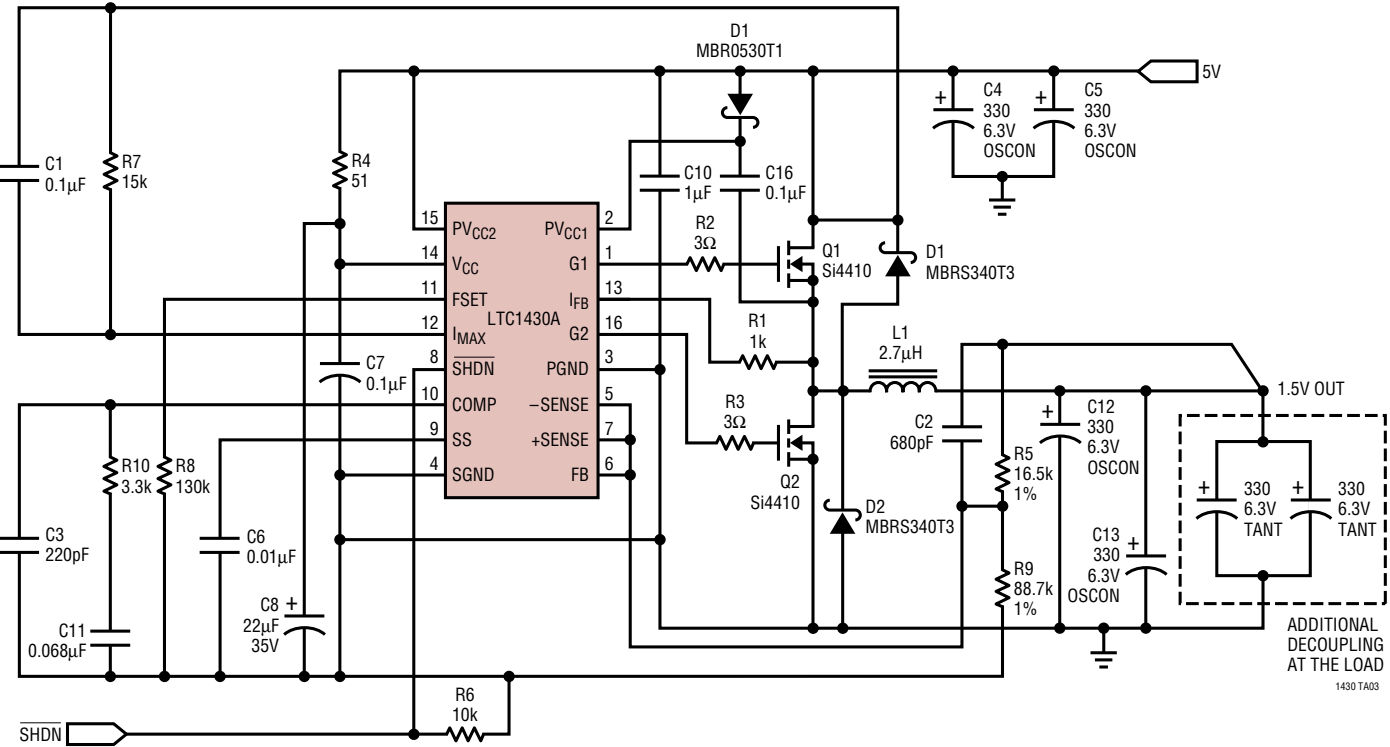 D1
MBR0530T1
5V
C4
330
6.3V
OSCON
C5
330
6.3V
OSCON
C1
0.1µF
R7
15k
R4
51
C10
1µF
C16
0.1µF
R2
3Ω
Q1
Si4410
D1
MBRS340T3
15
PVCC2
14
VCC
11
FSET
12
IMAX
8
SHDN
10
COMP
9
SS
4
SGND
LTC1430A
2
PVCC1
1
G1
13
IFB
16
G2
3
PGND
5
–SENSE
7
+SENSE
6
FB
R1
1k
L1
2.7µH
C7
0.1µF
R3
3Ω
Q2
Si4410
C2
680pF
R5
16.5k
1%
C12
330
6.3V
OSCON
1.5V OUT
330
6.3V
TANT
330
6.3V
TANT
D2
MBRS340T3
R10
3.3k
R8
130k
C3
220pF
C6
0.01µF
C13
330
6.3V
OSCON
R9
88.7k
1%
C8
22µF
35V
C11
0.068µF
ADDITIONAL
DECOUPLING
AT THE LOAD
1430 TA03
R6
10k
SHDN
+
+
+
+
+
+
+